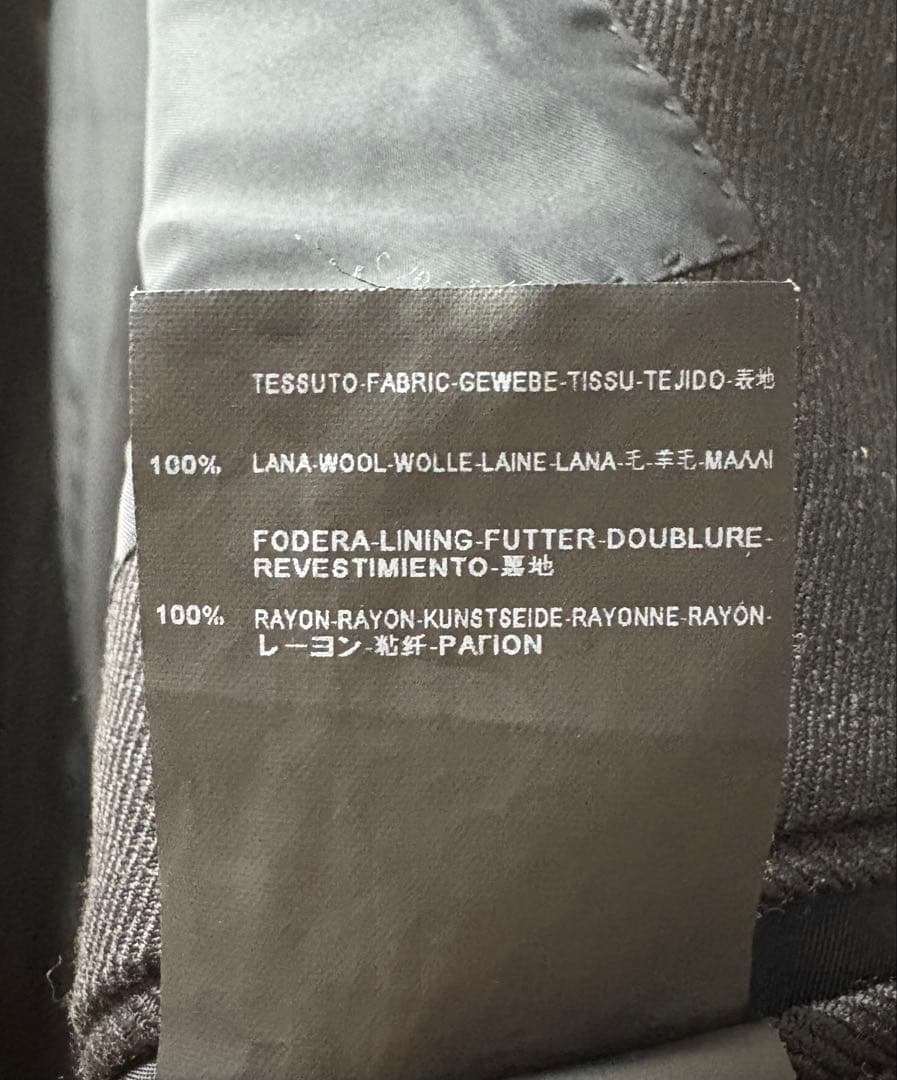 TESSUTO-FABRIC-GEWEBE-TISSU-TEJIDO-表地
100% LANA-WOOL-WOLLE-LAINE-LANA-毛-羊毛-ΜΑΛΛΙ
FODERA-LINING-FUTTER-DOUBLURE-
REVESTIMIENTO-裏地
100% RAYON-RAYON-KUNSTSEIDE-RAYONNE-RAYÓN-
レーヨン-粘纤-ΡΑΓΙΟΝ